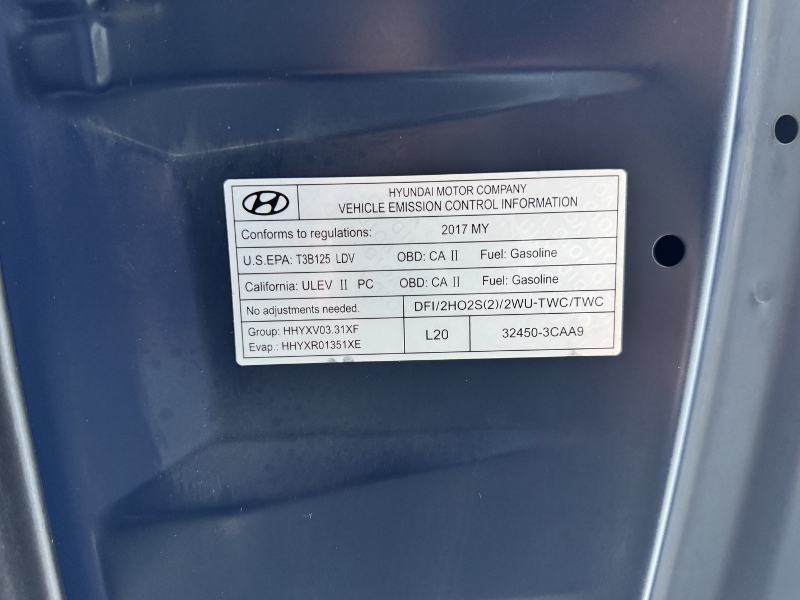 HYUNDAI MOTOR COMPANY
VEHICLE EMISSION CONTROL INFORMATION
Conforms to regulations: 2017 MY
U.S.EPA: T3B125 LDV OBD: CA II Fuel: Gasoline
California: ULEV II PC OBD: CA II Fuel: Gasoline
No adjustments needed. DFI/2HO2S(2)/2WU-TWC/TWC
Group: HHYXV03.31XF
Evap.: HHYXR01351XE
L20 32450-3CAA9